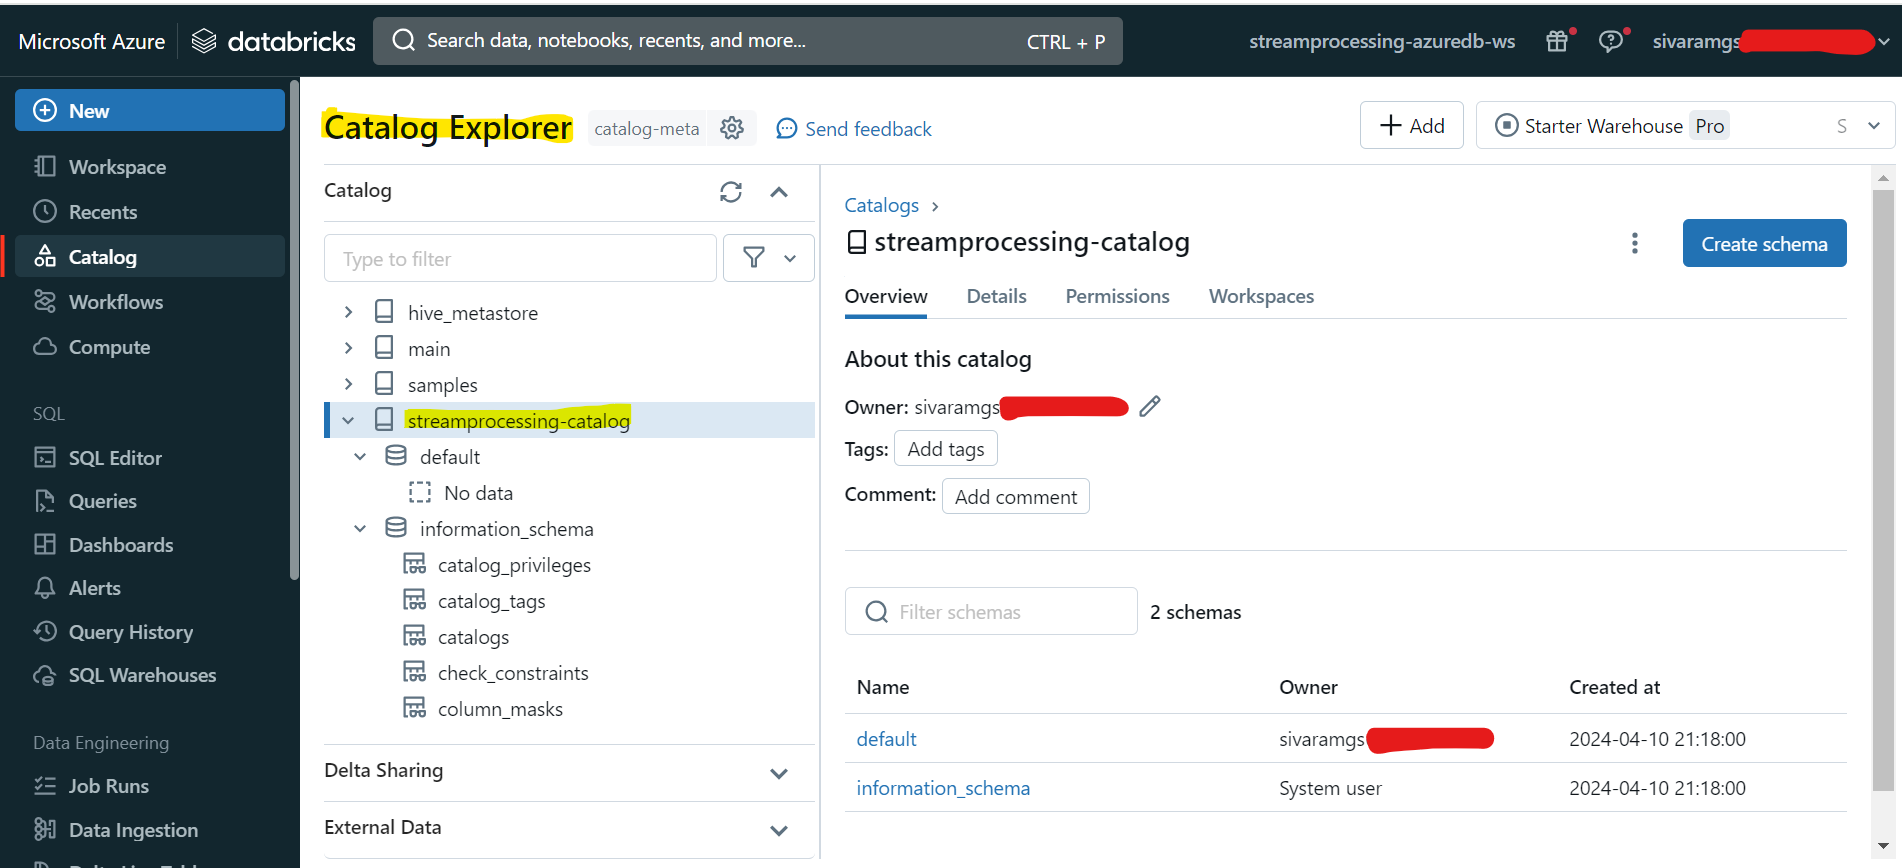 Microsoft Azure databricks Search data, notebooks, recents, and more... CTRL + P streamprocessing-azuredb-ws sivaramgs
New
Workspace
Recents
Catalog
Workflows
Compute
SQL
SQL Editor
Queries
Dashboards
Alerts
Query History
SQL Warehouses
Data Engineering
Job Runs
Data Ingestion
Catalog Explorer catalog-meta Send feedback Add Starter Warehouse Pro S
Catalog
Type to filter
hive_metastore
main
samples
streamprocessing-catalog
default
No data
information_schema
catalog_privileges
catalog_tags
catalogs
check_constraints
column_masks
Delta Sharing
External Data
Catalogs ›
streamprocessing-catalog Create schema
Overview Details Permissions Workspaces
About this catalog
Owner: sivaramgs
Tags: Add tags
Comment: Add comment
Filter schemas 2 schemas
Name Owner Created at
default sivaramgs 2024-04-10 21:18:00
information_schema System user 2024-04-10 21:18:00